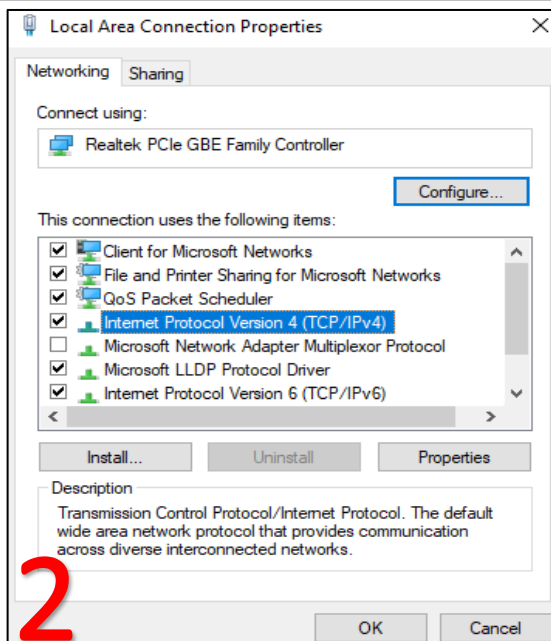 Local Area Connection Properties
Networking
Sharing
Connect using:
Realtek PCIe GBE Family Controller
Configure...
This connection uses the following items:
Client for Microsoft Networks
File and Printer Sharing for Microsoft Networks
QoS Packet Scheduler
Internet Protocol Version 4 (TCP/IPv4)
Microsoft Network Adapter Multiplexor Protocol
Microsoft LLDP Protocol Driver
Internet Protocol Version 6 (TCP/IPv6)
Install...
Uninstall
Properties
Description
Transmission Control Protocol/Internet Protocol. The default
wide area network protocol that provides communication
across diverse interconnected networks.
2
OK
Cancel